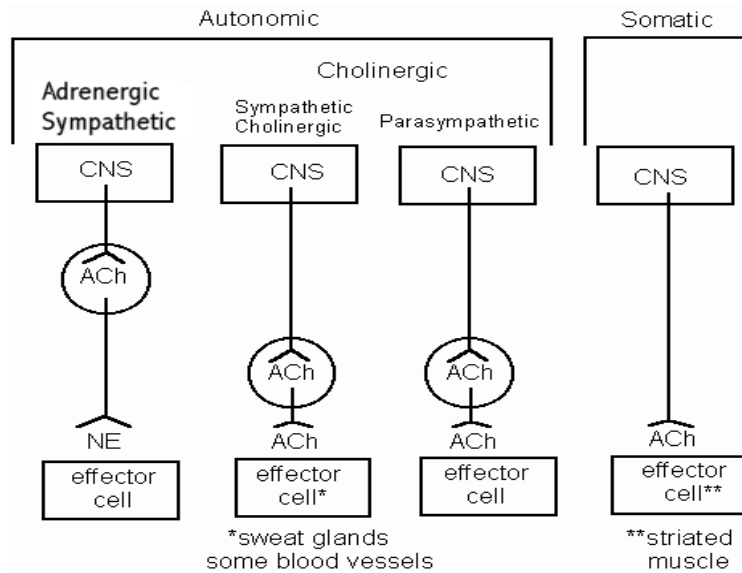 Autonomic
Somatic
Cholinergic
Adrenergic
Sympathetic
Sympathetic
Cholinergic
Parasympathetic
CNS
CNS
CNS
CNS
ACh
ACh
ACh
NE
ACh
ACh
ACh
effector
cell
effector
cell*
effector
cell
effector
cell**
*sweat glands
some blood vessels
**striated
muscle